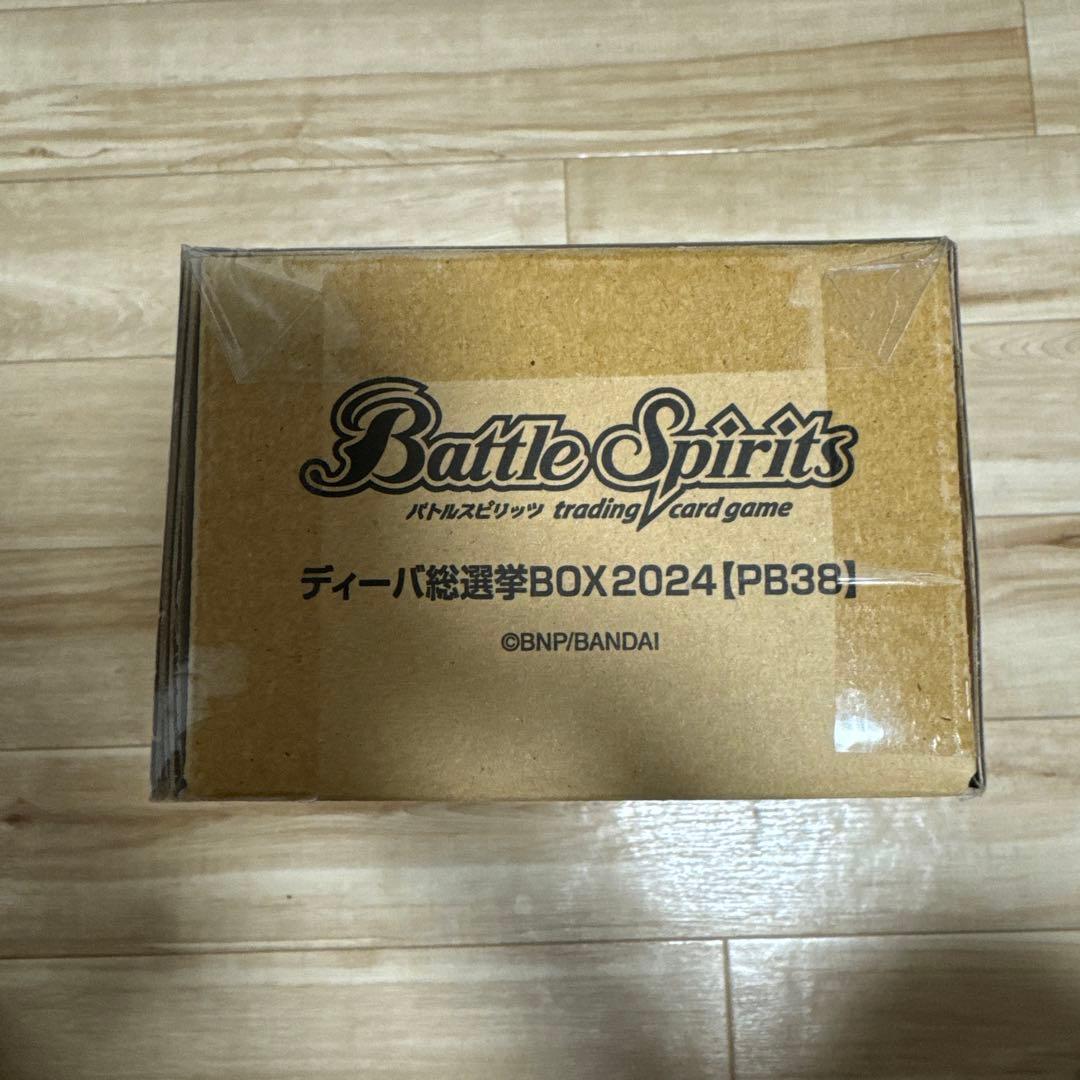 Battle Spirits
バトルスピリッツ trading card game
ディーバ総選挙BOX2024【PB38】
©BNP/BANDAI